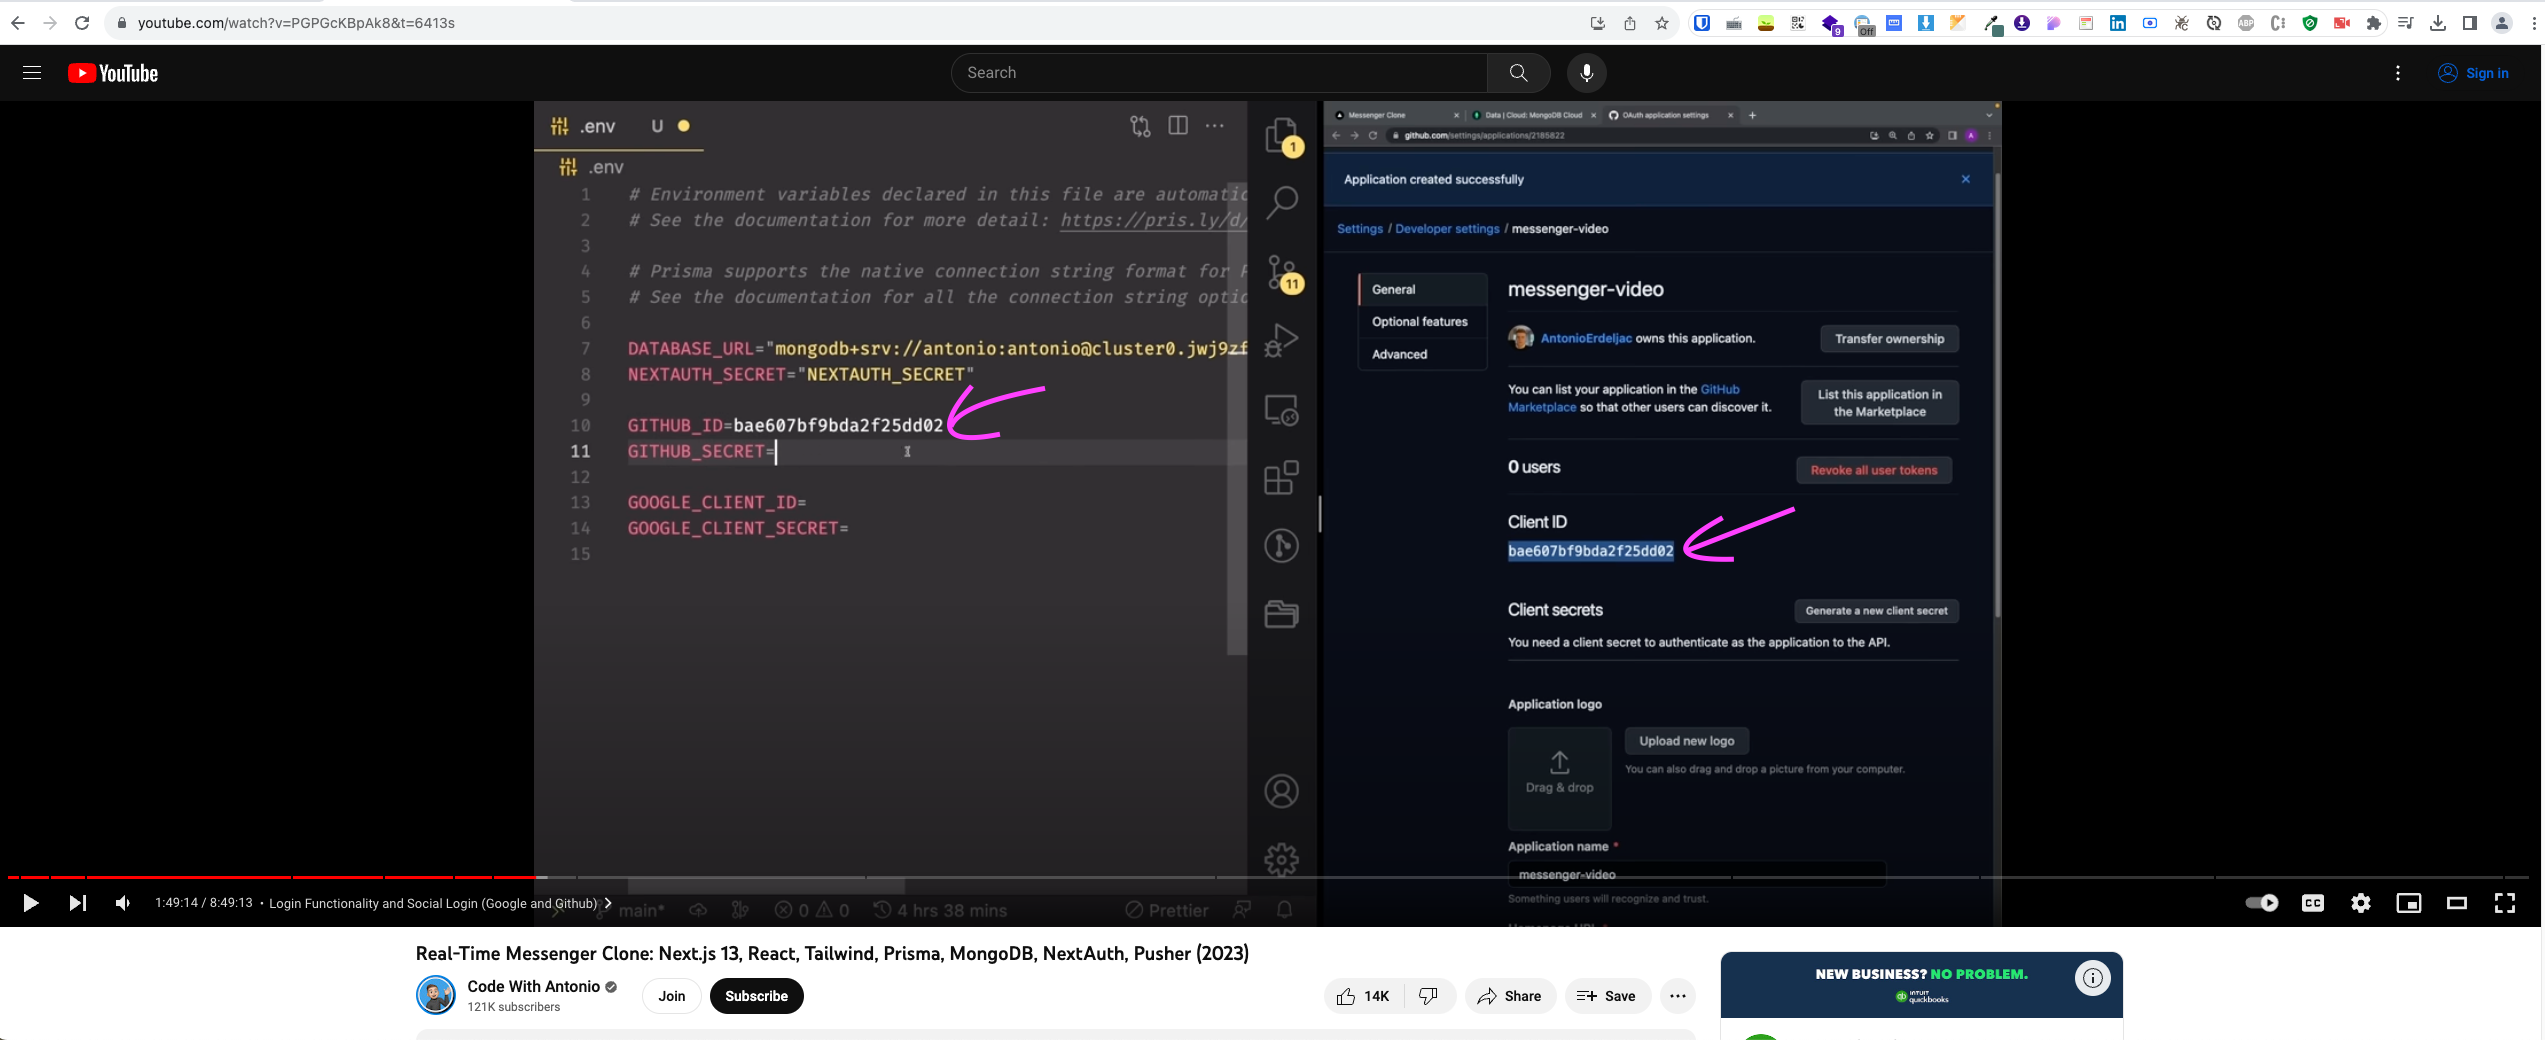 youtube.com/watch?v=PGPGcKBpAk8&t=6413s
9
Off
ABP
YouTube
Search
Sign in
.env U
.env
1 # Environment variables declared in this file are automatic
2 # See the documentation for more detail: https://pris.ly/d/
3
4 # Prisma supports the native connection string format for P
5 # See the documentation for all the connection string optio
6
7 DATABASE_URL="mongodb+srv://antonio:antonio@cluster0.jwj9zf
8 NEXTAUTH_SECRET="NEXTAUTH_SECRET"
9
10 GITHUB_ID=bae607bf9bda2f25dd02
11 GITHUB_SECRET=
12
13 GOOGLE_CLIENT_ID=
14 GOOGLE_CLIENT_SECRET=
15
1
11
main* 0 0 4 hrs 38 mins Prettier
Messenger Clone Data | Cloud: MongoDB Cloud OAuth application settings
github.com/settings/applications/2185822
A
Application created successfully
Settings / Developer settings / messenger-video
General
Optional features
Advanced
messenger-video
AntonioErdeljac owns this application.
Transfer ownership
You can list your application in the GitHub
Marketplace so that other users can discover it.
List this application in
the Marketplace
0 users
Revoke all user tokens
Client ID
bae607bf9bda2f25dd02
Client secrets
Generate a new client secret
You need a client secret to authenticate as the application to the API.
Application logo
Drag & drop
Upload new logo
You can also drag and drop a picture from your computer.
Application name *
messenger-video
Something users will recognize and trust.
Homepage URL *
1:49:14 / 8:49:13 • Login Functionality and Social Login (Google and Github)
CC
Real-Time Messenger Clone: Next.js 13, React, Tailwind, Prisma, MongoDB, NextAuth, Pusher (2023)
Code With Antonio
121K subscribers
Join
Subscribe
14K
Share
Save
NEW BUSINESS? NO PROBLEM.
INTUIT
quickbooks